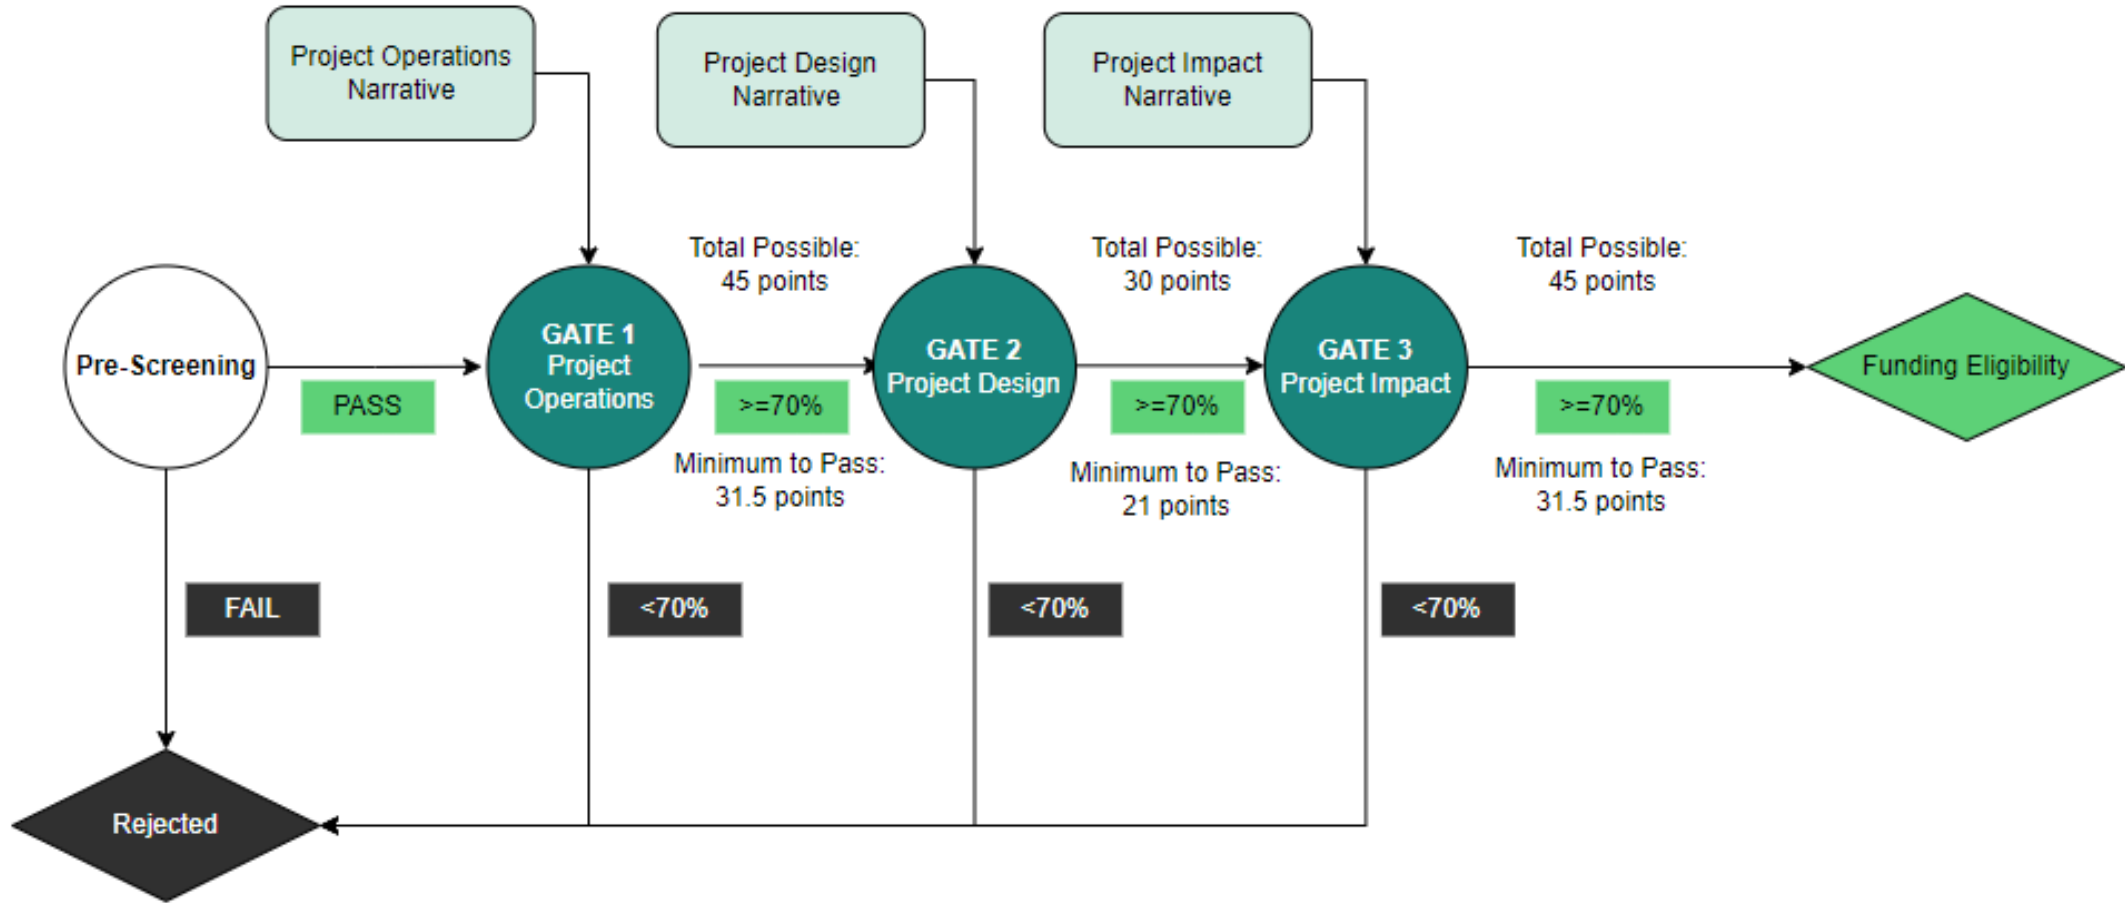 Project Operations
Narrative
Project Design
Narrative
Project Impact
Narrative
Total Possible:
45 points
Total Possible:
30 points
Total Possible:
45 points
Pre-Screening
PASS
GATE 1
Project
Operations
>=70%
GATE 2
Project Design
>=70%
GATE 3
Project Impact
>=70%
Funding Eligibility
Minimum to Pass:
31.5 points
Minimum to Pass:
21 points
Minimum to Pass:
31.5 points
FAIL
<70%
<70%
<70%
Rejected